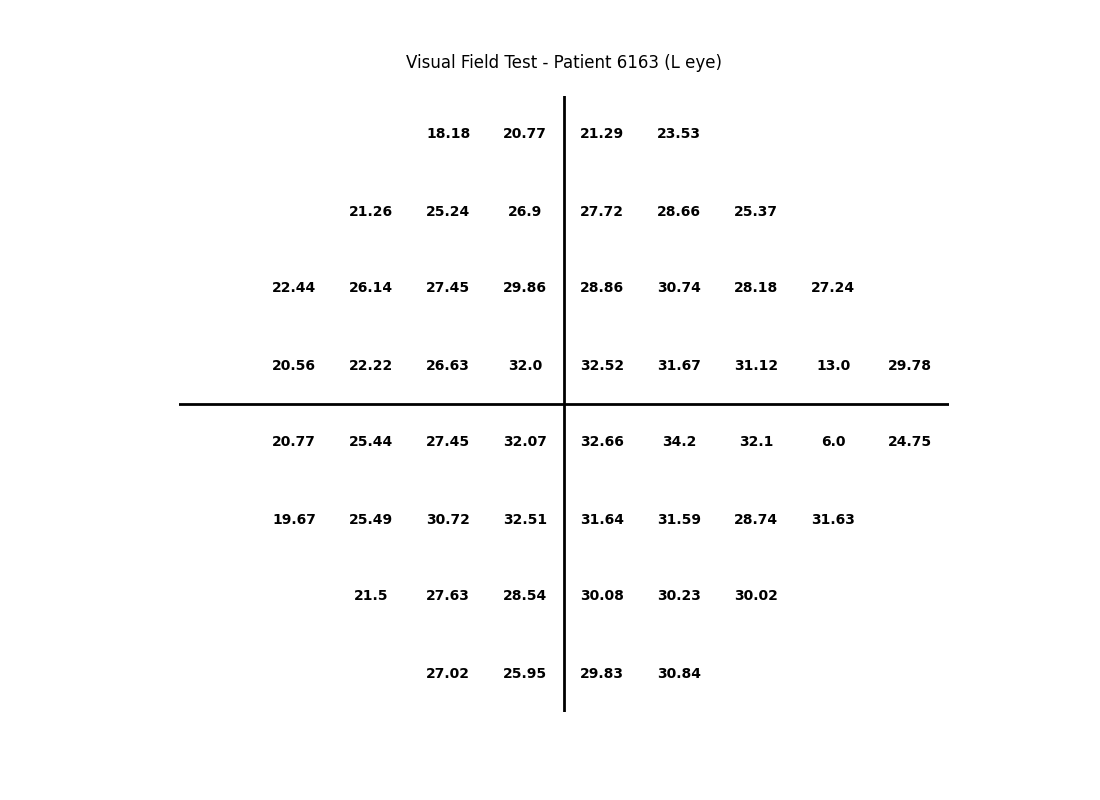 Visual Field Test - Patient 6163 (L eye)
18.18 20.77 21.29 23.53
21.26 25.24 26.9 27.72 28.66 25.37
22.44 26.14 27.45 29.86 28.86 30.74 28.18 27.24
20.56 22.22 26.63 32.0 32.52 31.67 31.12 13.0 29.78
20.77 25.44 27.45 32.07 32.66 34.2 32.1 6.0 24.75
19.67 25.49 30.72 32.51 31.64 31.59 28.74 31.63
21.5 27.63 28.54 30.08 30.23 30.02
27.02 25.95 29.83 30.84